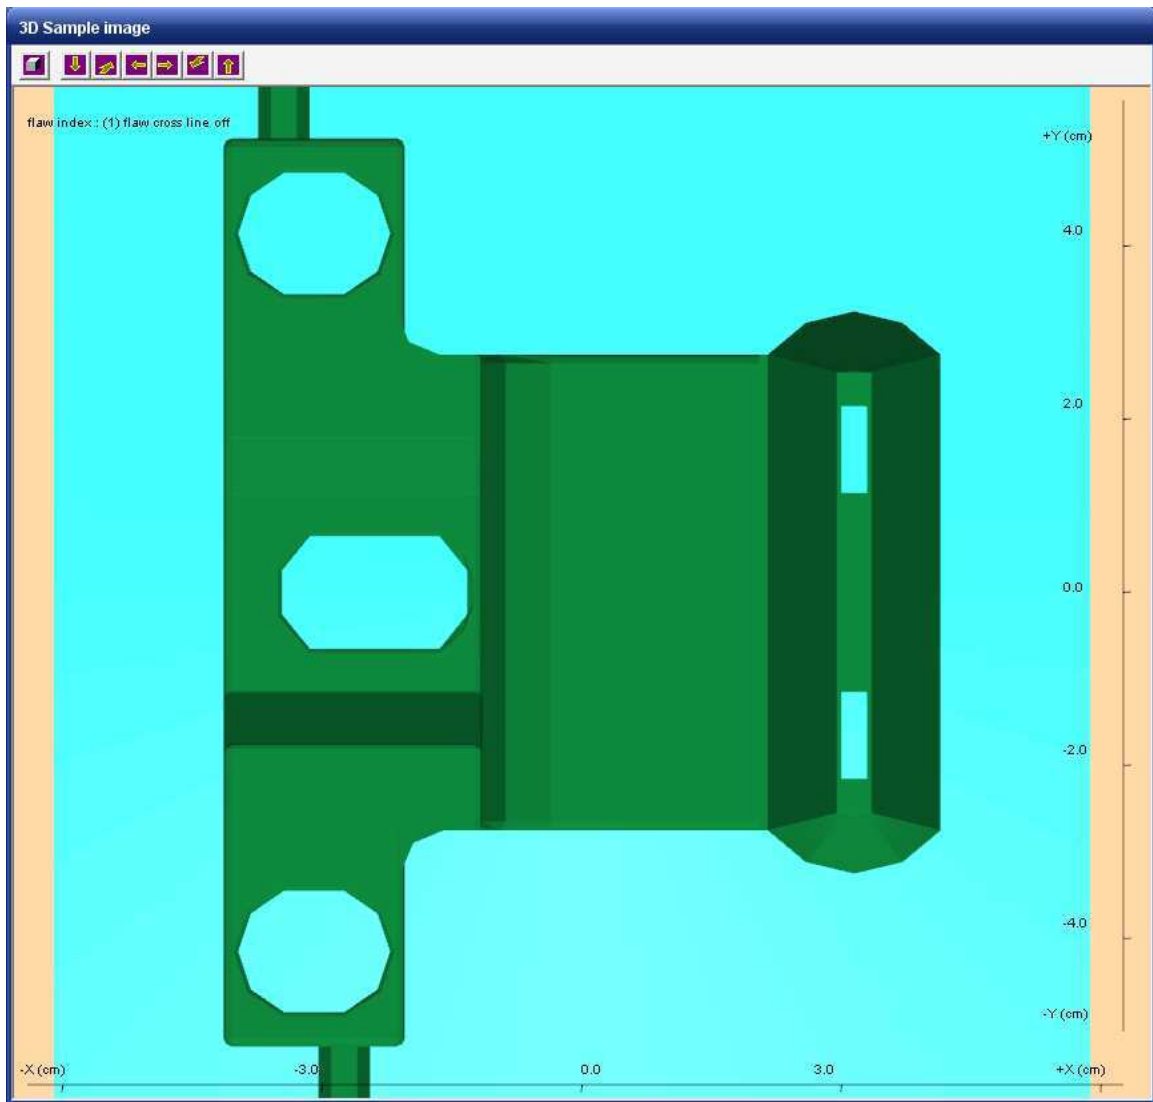 3D Sample image
flaw index.: (1) flaw cross line off
+Y (cm)
4.0
2.0
0.0
-2.0
-4.0
-Y (cm)
-X (cm) -3.0 0.0 3.0 +X (cm)